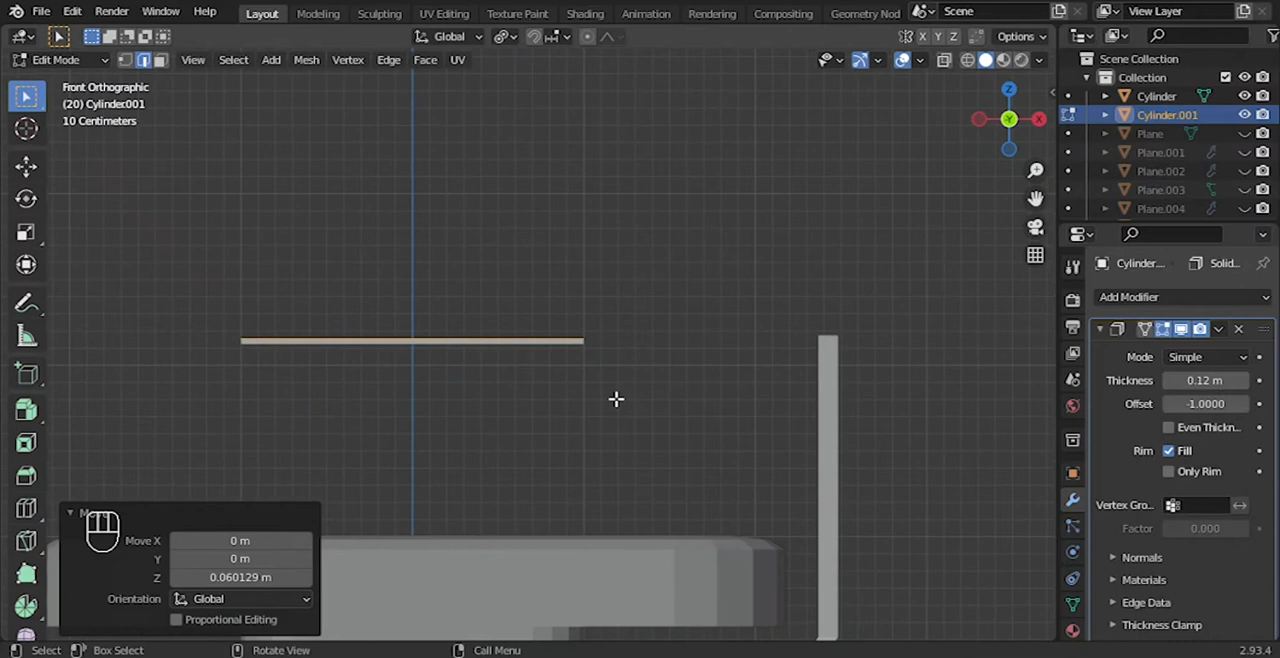 File Edit Render Window Help Layout Modeling Sculpting UV Editing Texture Paint Shading Animation Rendering Compositing Geometry Nod Scene View Layer
Global X Y Z Options
Edit Mode View Select Add Mesh Vertex Edge Face UV
Front Orthographic
(20) Cylinder.001
10 Centimeters
Z
Y
X
Scene Collection
Collection
Cylinder
Cylinder.001
Plane
Plane.001
Plane.002
Plane.003
Plane.004
Cylinder... Solid...
Add Modifier
Mode Simple
Thickness 0.12 m
Offset -1.0000
Even Thickn...
Rim Fill
Only Rim
Vertex Gro...
Factor 0.000
Normals
Materials
Edge Data
Thickness Clamp
Move X 0 m
Y 0 m
Z 0.060129 m
Orientation Global
Proportional Editing
Select Box Select Rotate View Call Menu 2.93.4